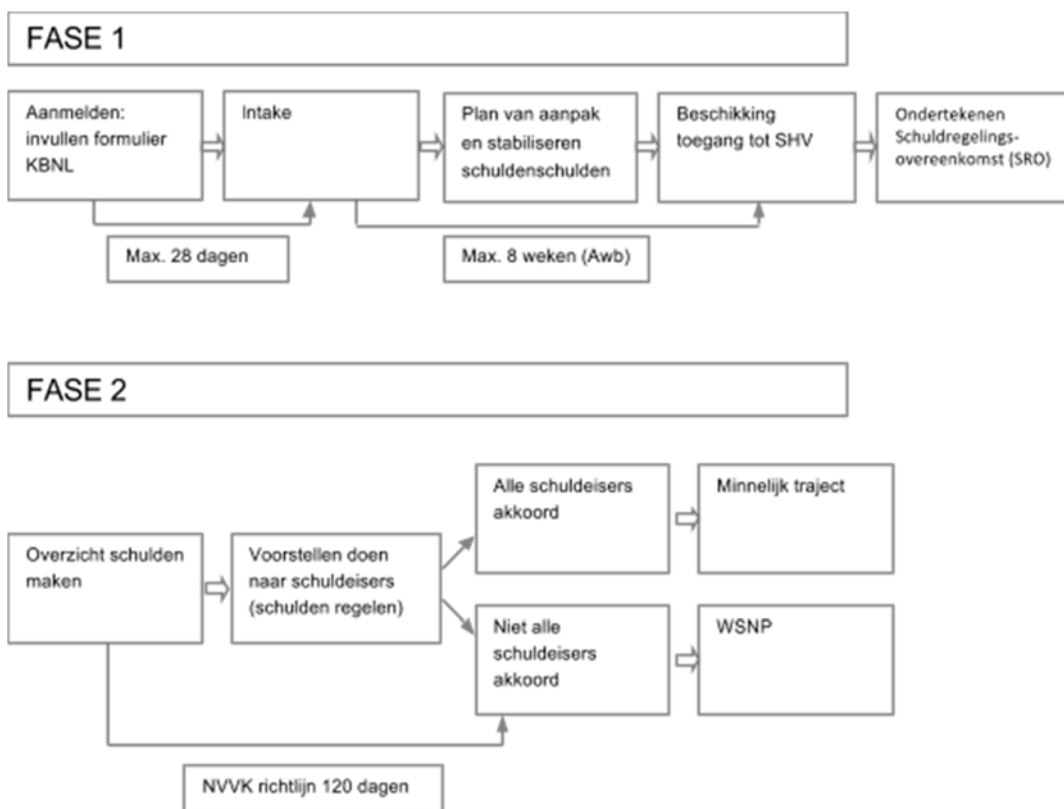 FASE 1
Aanmelden:
invullen formulier
KBNL
Intake
Plan van aanpak
en stabiliseren
schuldenschulden
Beschikking
toegang tot SHV
Ondertekenen
Schuldregelings-
overeenkomst (SRO)
Max. 28 dagen
Max. 8 weken (Awb)
FASE 2
Overzicht schulden
maken
Voorstellen doen
naar schuldeisers
(schulden regelen)
Alle schuldeisers
akkoord
Minnelijk traject
Niet alle
schuldeisers
akkoord
WSNP
NVVK richtlijn 120 dagen